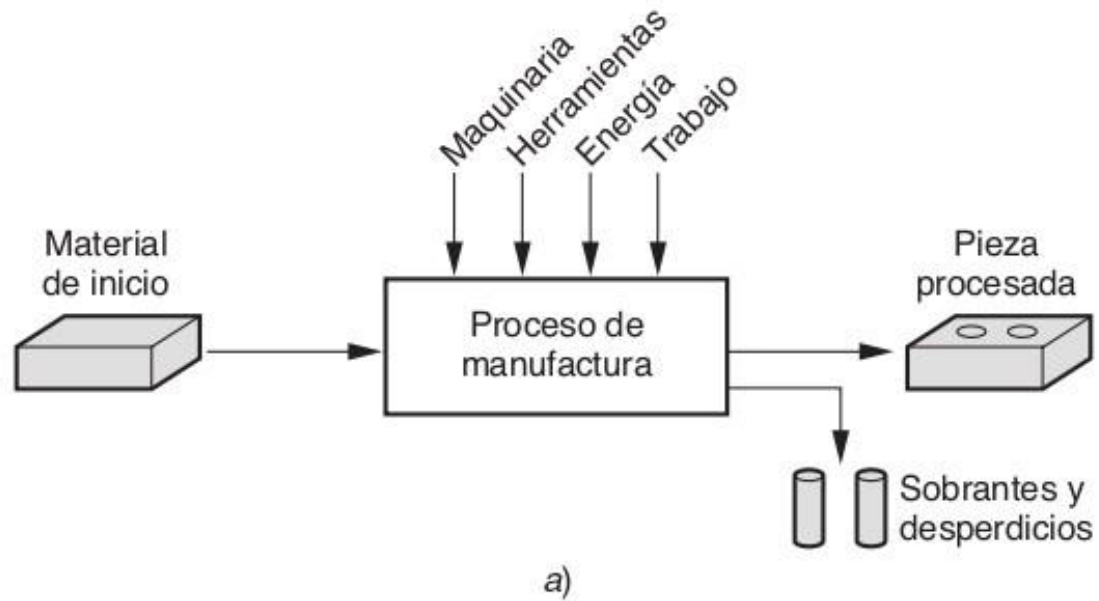 Maquinaria
Herramientas
Energía
Trabajo
Material
de inicio
Proceso de
manufactura
Pieza
procesada
Sobrantes y
desperdicios
a)